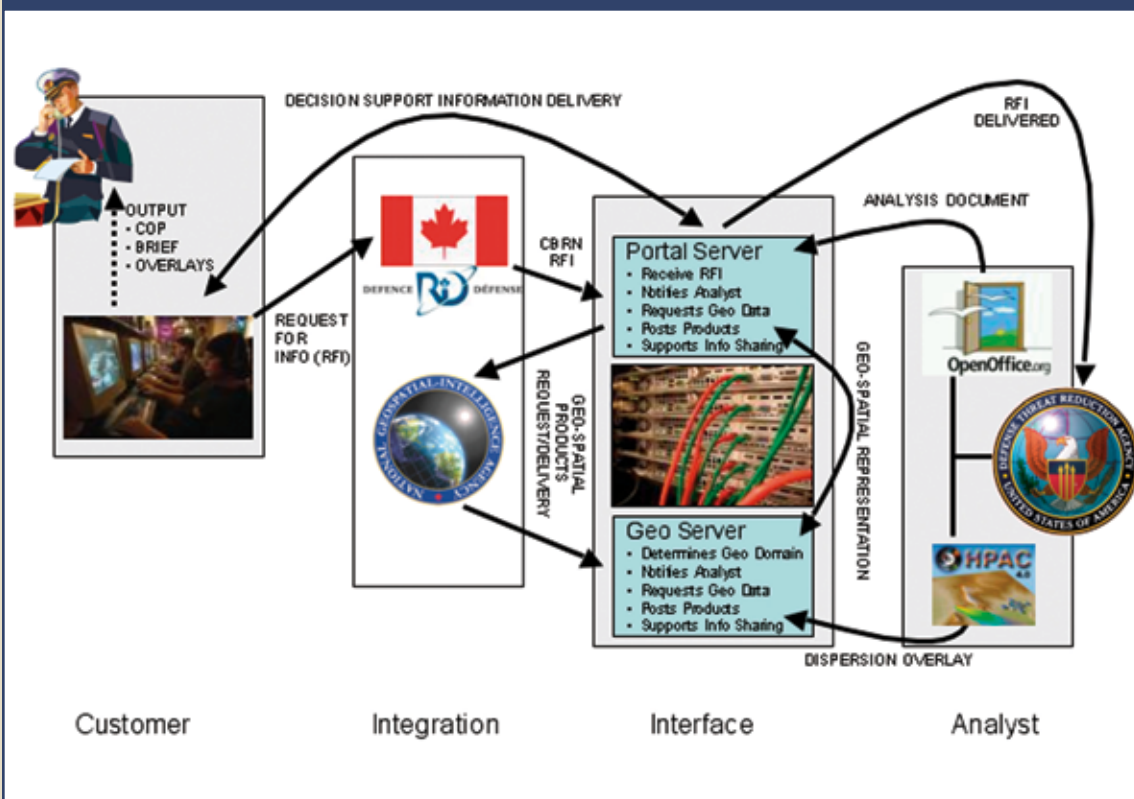 DECISION SUPPORT INFORMATION DELIVERY
RFI
DELIVERED
OUTPUT
• COP
• BRIEF
• OVERLAYS
REQUEST
FOR
INFO (RFI)
DEFENCE R&D DÉFENSE
CBRN
RFI
NATIONAL GEOSPATIAL-INTELLIGENCE AGENCY
GEO-SPATIAL
PRODUCTS
REQUEST/DELIVERY
Portal Server
• Receive RFI
• Notifies Analyst
• Requests Geo Data
• Posts Products
• Supports Info Sharing
Geo Server
• Determines Geo Domain
• Notifies Analyst
• Requests Geo Data
• Posts Products
• Supports Info Sharing
GEO-SPATIAL REPRESENTATION
ANALYSIS DOCUMENT
OpenOffice.org
DEFENSE THREAT REDUCTION AGENCY
UNITED STATES OF AMERICA
HPAC
4.0
DISPERSION OVERLAY
Customer
Integration
Interface
Analyst